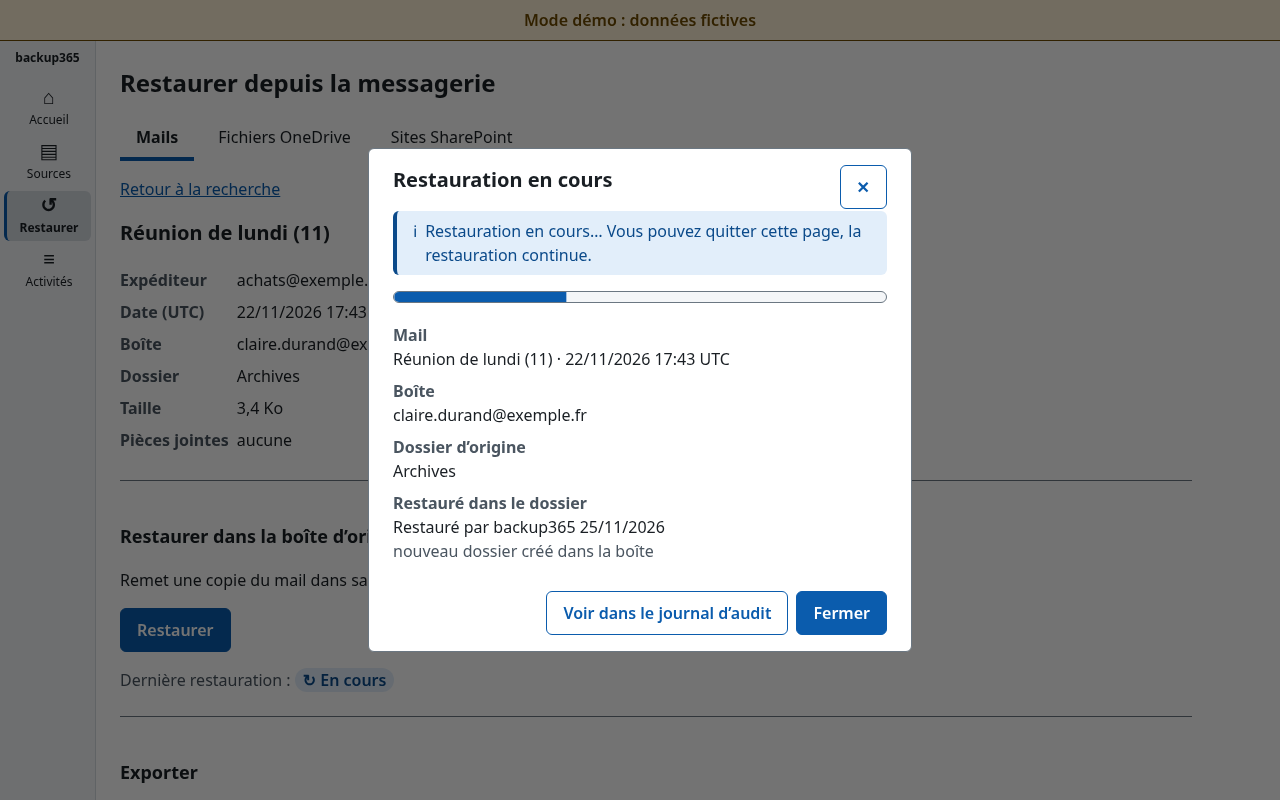 Mode démo : données fictives
backup365
Accueil
Sources
Restaurer
Activités
Restaurer depuis la messagerie
Mails
Fichiers OneDrive
Sites SharePoint
Retour à la recherche
Réunion de lundi (11)
Expéditeur achats@exemple.
Date (UTC) 22/11/2026 17:43
Boîte claire.durand@ex
Dossier Archives
Taille 3,4 Ko
Pièces jointes aucune
Restaurer dans la boîte d’ori
Remet une copie du mail dans sa
Restaurer
Dernière restauration : ↻ En cours
Exporter
Restauration en cours
×
i Restauration en cours… Vous pouvez quitter cette page, la
restauration continue.
Mail
Réunion de lundi (11) · 22/11/2026 17:43 UTC
Boîte
claire.durand@exemple.fr
Dossier d’origine
Archives
Restauré dans le dossier
Restauré par backup365 25/11/2026
nouveau dossier créé dans la boîte
Voir dans le journal d’audit
Fermer